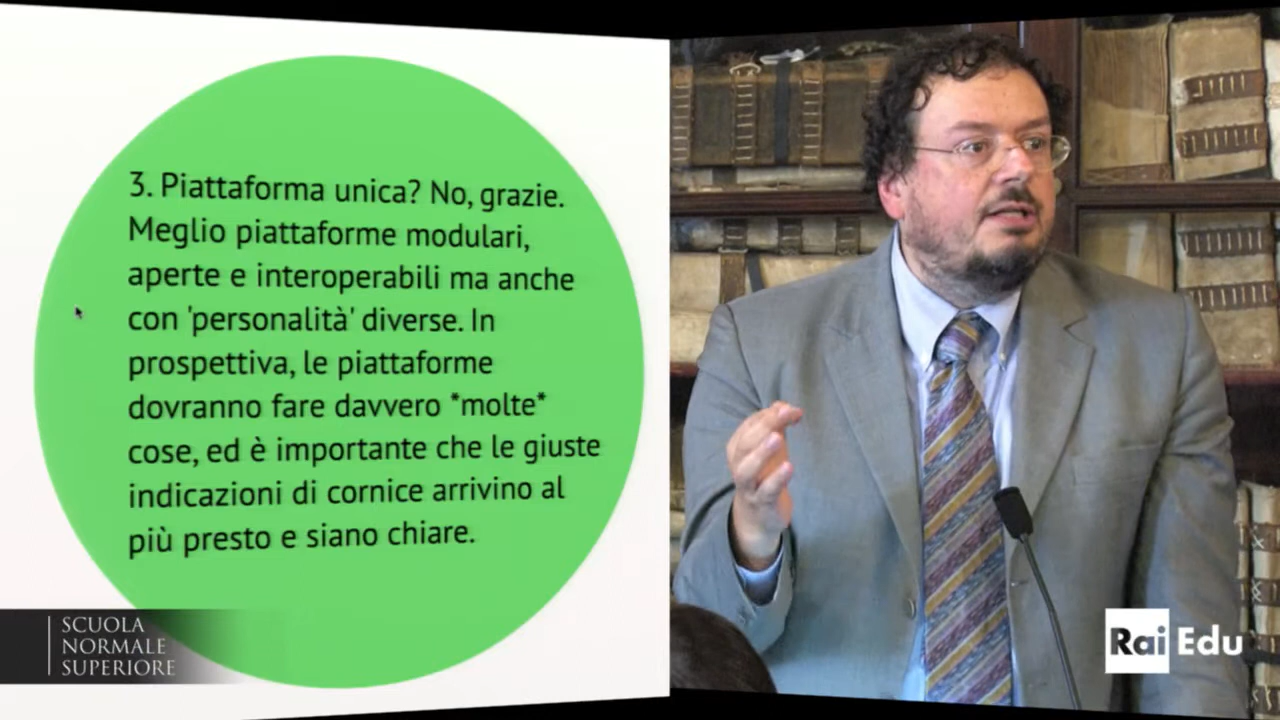 3. Piattaforma unica? No, grazie.
Meglio piattaforme modulari,
aperte e interoperabili ma anche
con 'personalità' diverse. In
prospettiva, le piattaforme
dovranno fare davvero *molte*
cose, ed è importante che le giuste
indicazioni di cornice arrivino al
più presto e siano chiare.
SCUOLA
NORMALE
SUPERIORE
Rai Edu